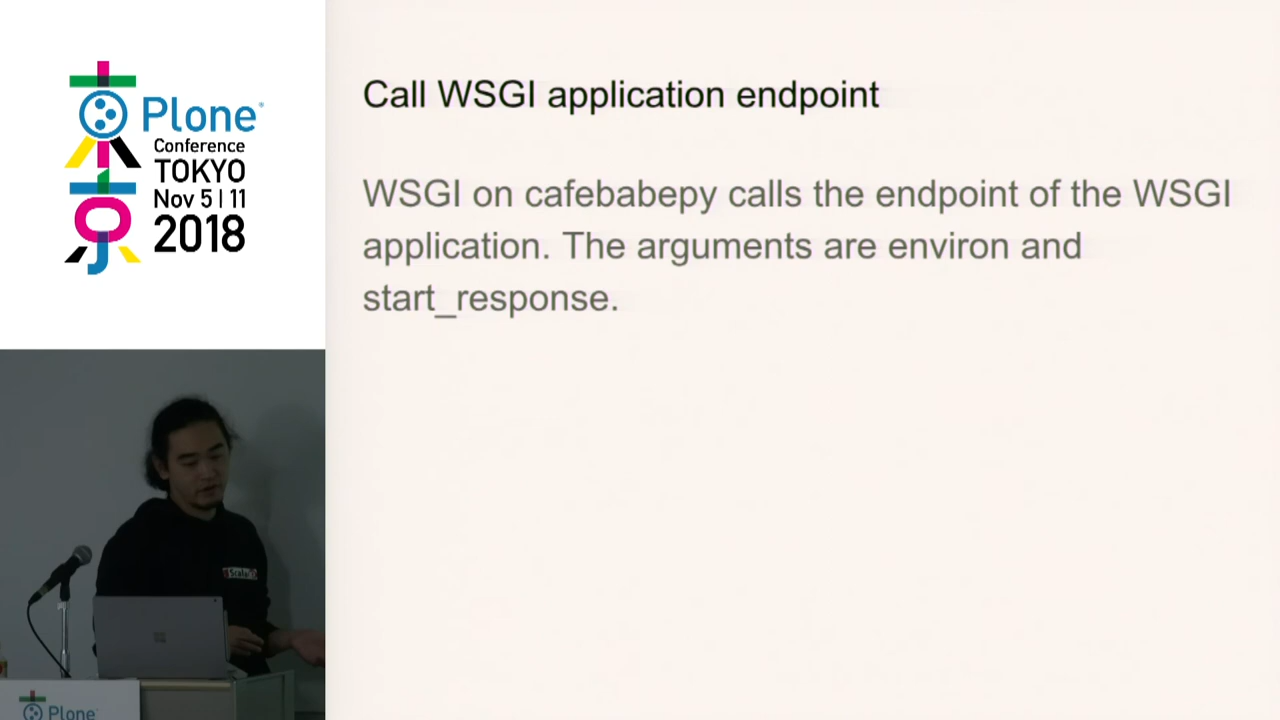 Plone®
Conference
TOKYO
Nov 5 | 11
2018
Call WSGI application endpoint
WSGI on cafebabepy calls the endpoint of the WSGI
application. The arguments are environ and
start_response.
Plone